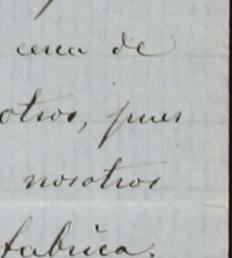 cerca de
otros, pues
nosotros
fabrica.